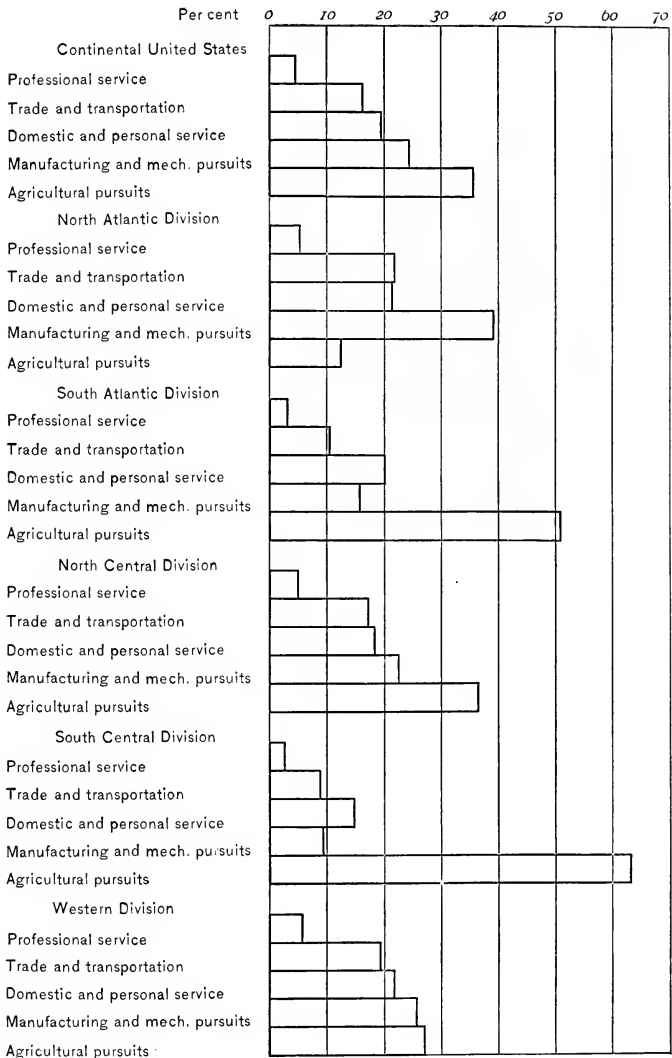 Per cent 0 10 20 30 40 50 60 70
Continental United States
Professional service
Trade and transportation
Domestic and personal service
Manufacturing and mech. pursuits
Agricultural pursuits
North Atlantic Division
Professional service
Trade and transportation
Domestic and personal service
Manufacturing and mech. pursuits
Agricultural pursuits
South Atlantic Division
Professional service
Trade and transportation
Domestic and personal service
Manufacturing and mech. pursuits
Agricultural pursuits
North Central Division
Professional service
Trade and transportation
Domestic and personal service
Manufacturing and mech. pursuits
Agricultural pursuits
South Central Division
Professional service
Trade and transportation
Domestic and personal service
Manufacturing and mech. pursuits
Agricultural pursuits
Western Division
Professional service
Trade and transportation
Domestic and personal service
Manufacturing and mech. pursuits
Agricultural pursuits